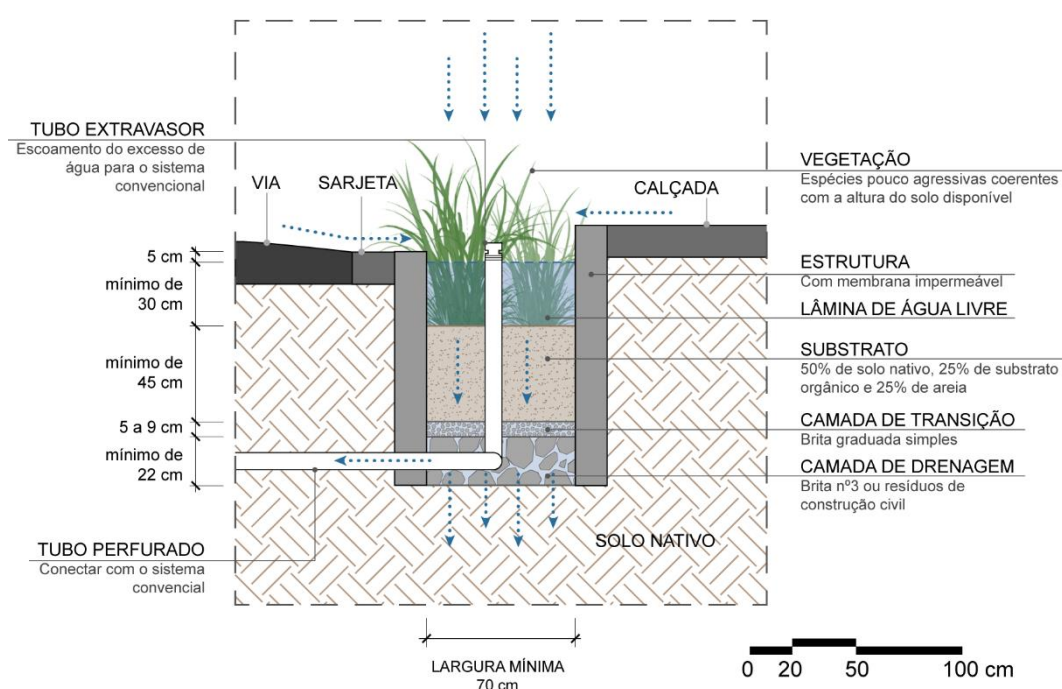 TUBO EXTRAVASOR
Escoamento do excesso de
água para o sistema
convencional
VIA
SARJETA
CALÇADA
5 cm
mínimo de
30 cm
mínimo de
45 cm
5 a 9 cm
mínimo de
22 cm
TUBO PERFURADO
Conectar com o sistema
convencial
VEGETAÇÃO
Espécies pouco agressivas coerentes
com a altura do solo disponível
ESTRUTURA
Com membrana impermeável
LÂMINA DE ÁGUA LIVRE
SUBSTRATO
50% de solo nativo, 25% de substrato
orgânico e 25% de areia
CAMADA DE TRANSIÇÃO
Brita graduada simples
CAMADA DE DRENAGEM
Brita nº3 ou resíduos de
construção civil
SOLO NATIVO
LARGURA MÍNIMA
70 cm
0 20 50 100 cm